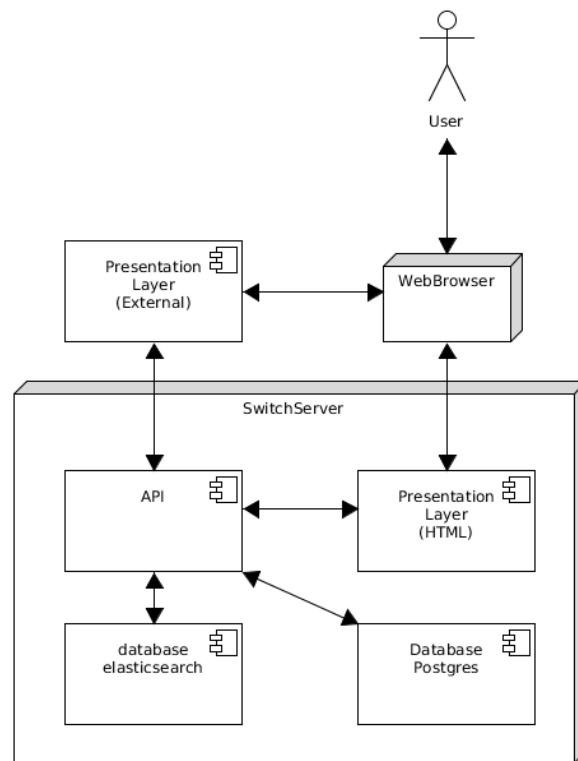 User
Presentation
Layer
(External)
WebBrowser
SwitchServer
API
Presentation
Layer
(HTML)
database
elasticsearch
Database
Postgres